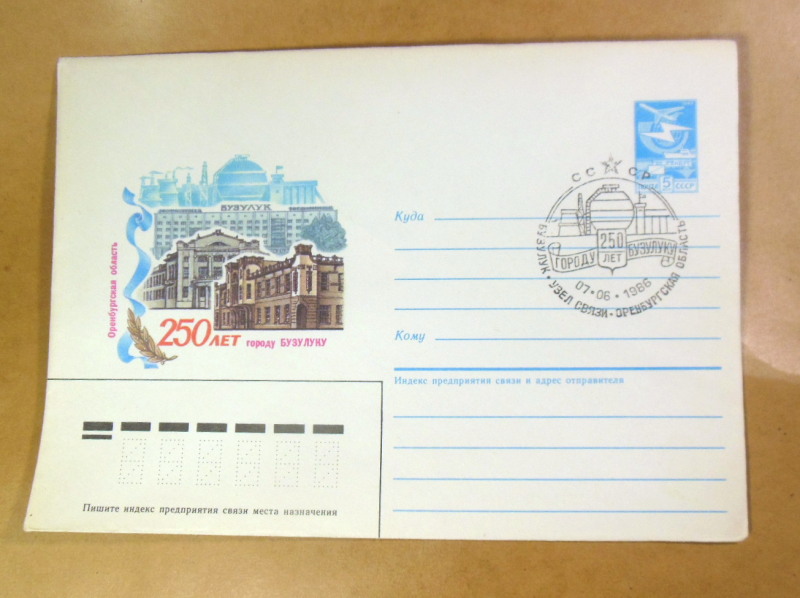 БУЗУЛУК
Оренбургская область
250 ЛЕТ городу БУЗУЛУКУ
5 СССР
СССР
250
ЛЕТ
ГОРОДУ БУЗУЛУКУ
07•06•1986
БУЗУЛУК • УЗЕЛ СВЯЗИ • ОРЕНБУРГСКАЯ ОБЛАСТЬ
Куда
Кому
Индекс предприятия связи и адрес отправителя
Пишите индекс предприятия связи места назначения